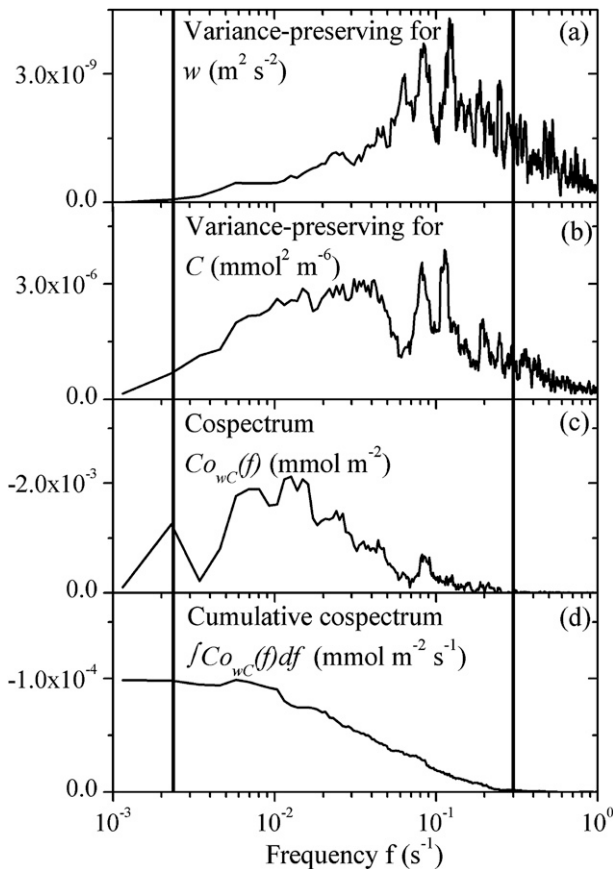 Variance-preserving for
w (m² s⁻²)
(a)
3.0x10⁻⁹
0.0
Variance-preserving for
C (mmol² m⁻⁶)
(b)
3.0x10⁻⁶
0.0
Cospectrum
Co_wC(f) (mmol m⁻²)
(c)
-2.0x10⁻³
0.0
Cumulative cospectrum
∫Co_wC(f)df (mmol m⁻² s⁻¹)
(d)
-1.0x10⁻⁴
0.0
10⁻³ 10⁻² 10⁻¹ 10⁰
Frequency f (s⁻¹)